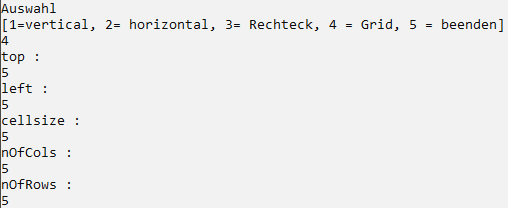 Auswahl
[1=vertical, 2= horizontal, 3= Rechteck, 4 = Grid, 5 = beenden]
4
top :
5
left :
5
cellsize :
5
nOfCols :
5
nOfRows :
5